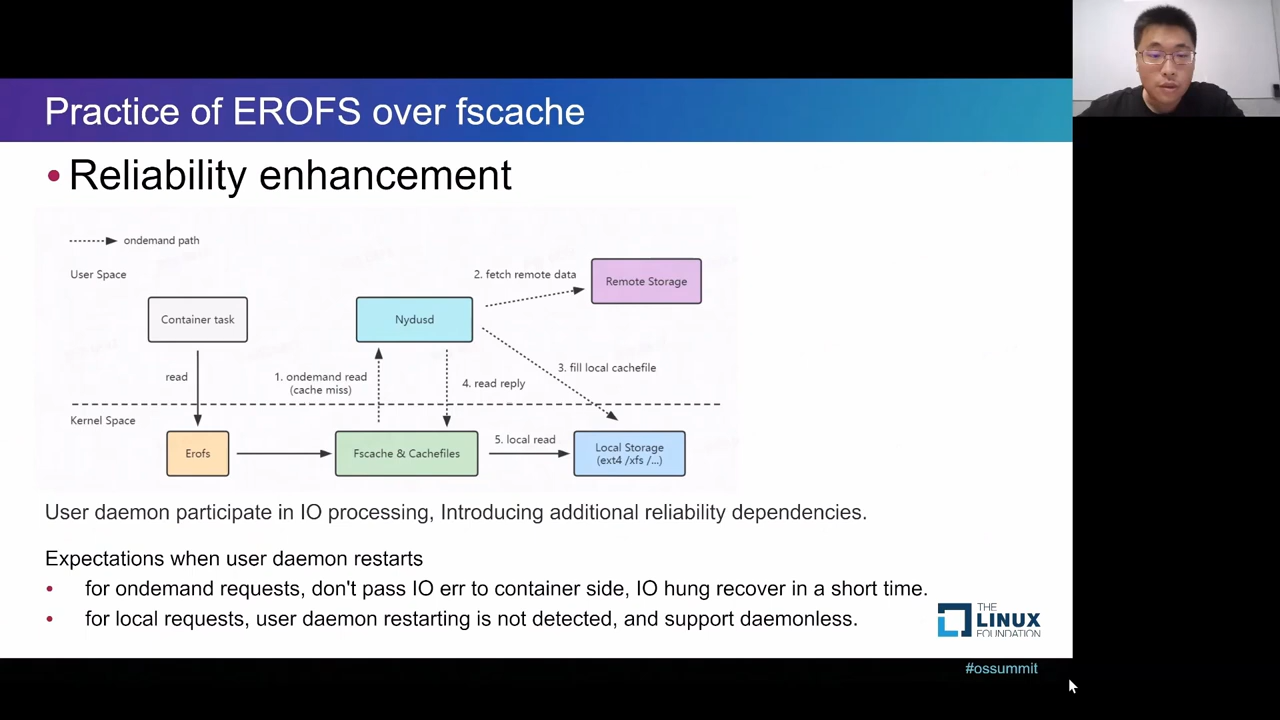 Practice of EROFS over fscache
• Reliability enhancement
ondemand path
User Space
2. fetch remote data
Remote Storage
Container task
Nydusd
read
1. ondemand read
(cache miss)
4. read reply
3. fill local cachefile
Kernel Space
Erofs
Fscache & Cachefiles
5. local read
Local Storage
(ext4 /xfs /...)
User daemon participate in IO processing, Introducing additional reliability dependencies.
Expectations when user daemon restarts
• for ondemand requests, don't pass IO err to container side, IO hung recover in a short time.
• for local requests, user daemon restarting is not detected, and support daemonless.
THE
LINUX
FOUNDATION
#ossummit